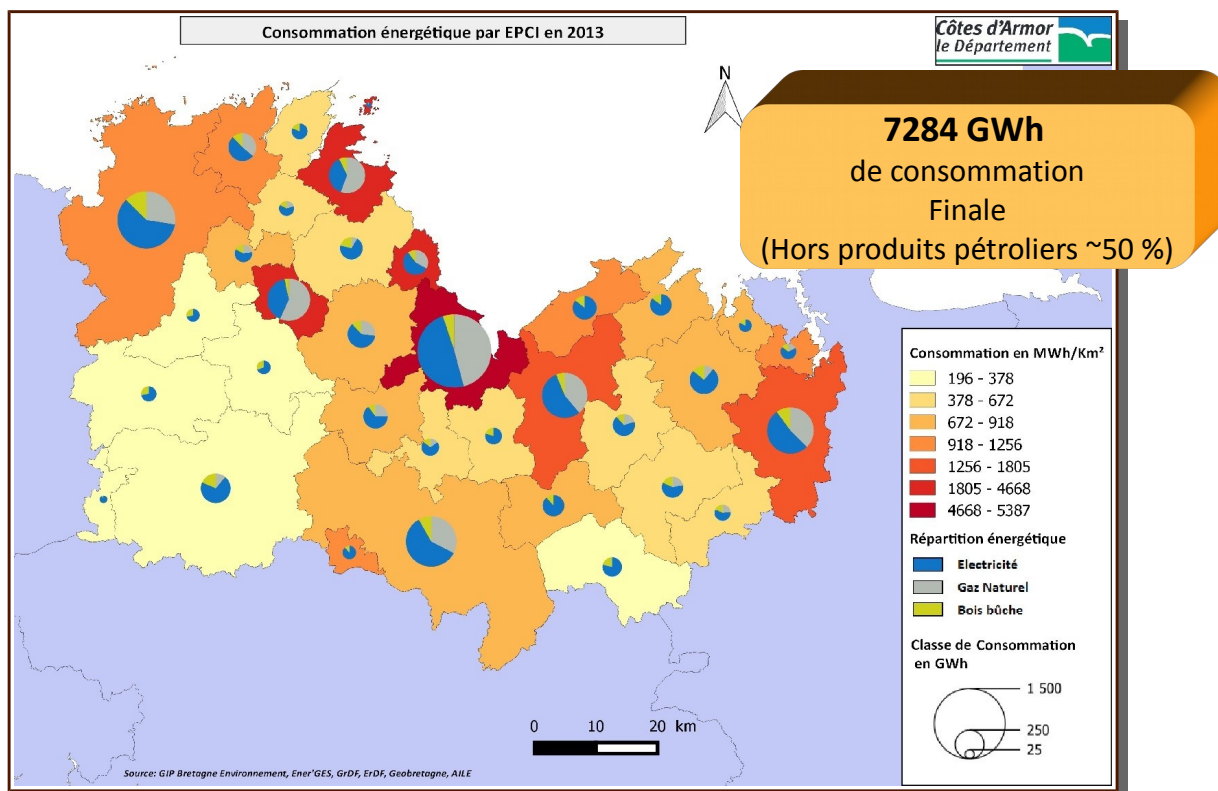 Consommation énergétique par EPCI en 2013
Côtes d'Armor
le Département
N
7284 GWh
de consommation
Finale
(Hors produits pétroliers ~50 %)
Consommation en MWh/Km²
196 - 378
378 - 672
672 - 918
918 - 1256
1256 - 1805
1805 - 4668
4668 - 5387
Répartition énergétique
Electricité
Gaz Naturel
Bois bûche
Classe de Consommation
en GWh
1 500
250
25
0 10 20 km
Source: GIP Bretagne Environnement, Ener'GES, GrDF, ErDF, Geobretagne, AILE